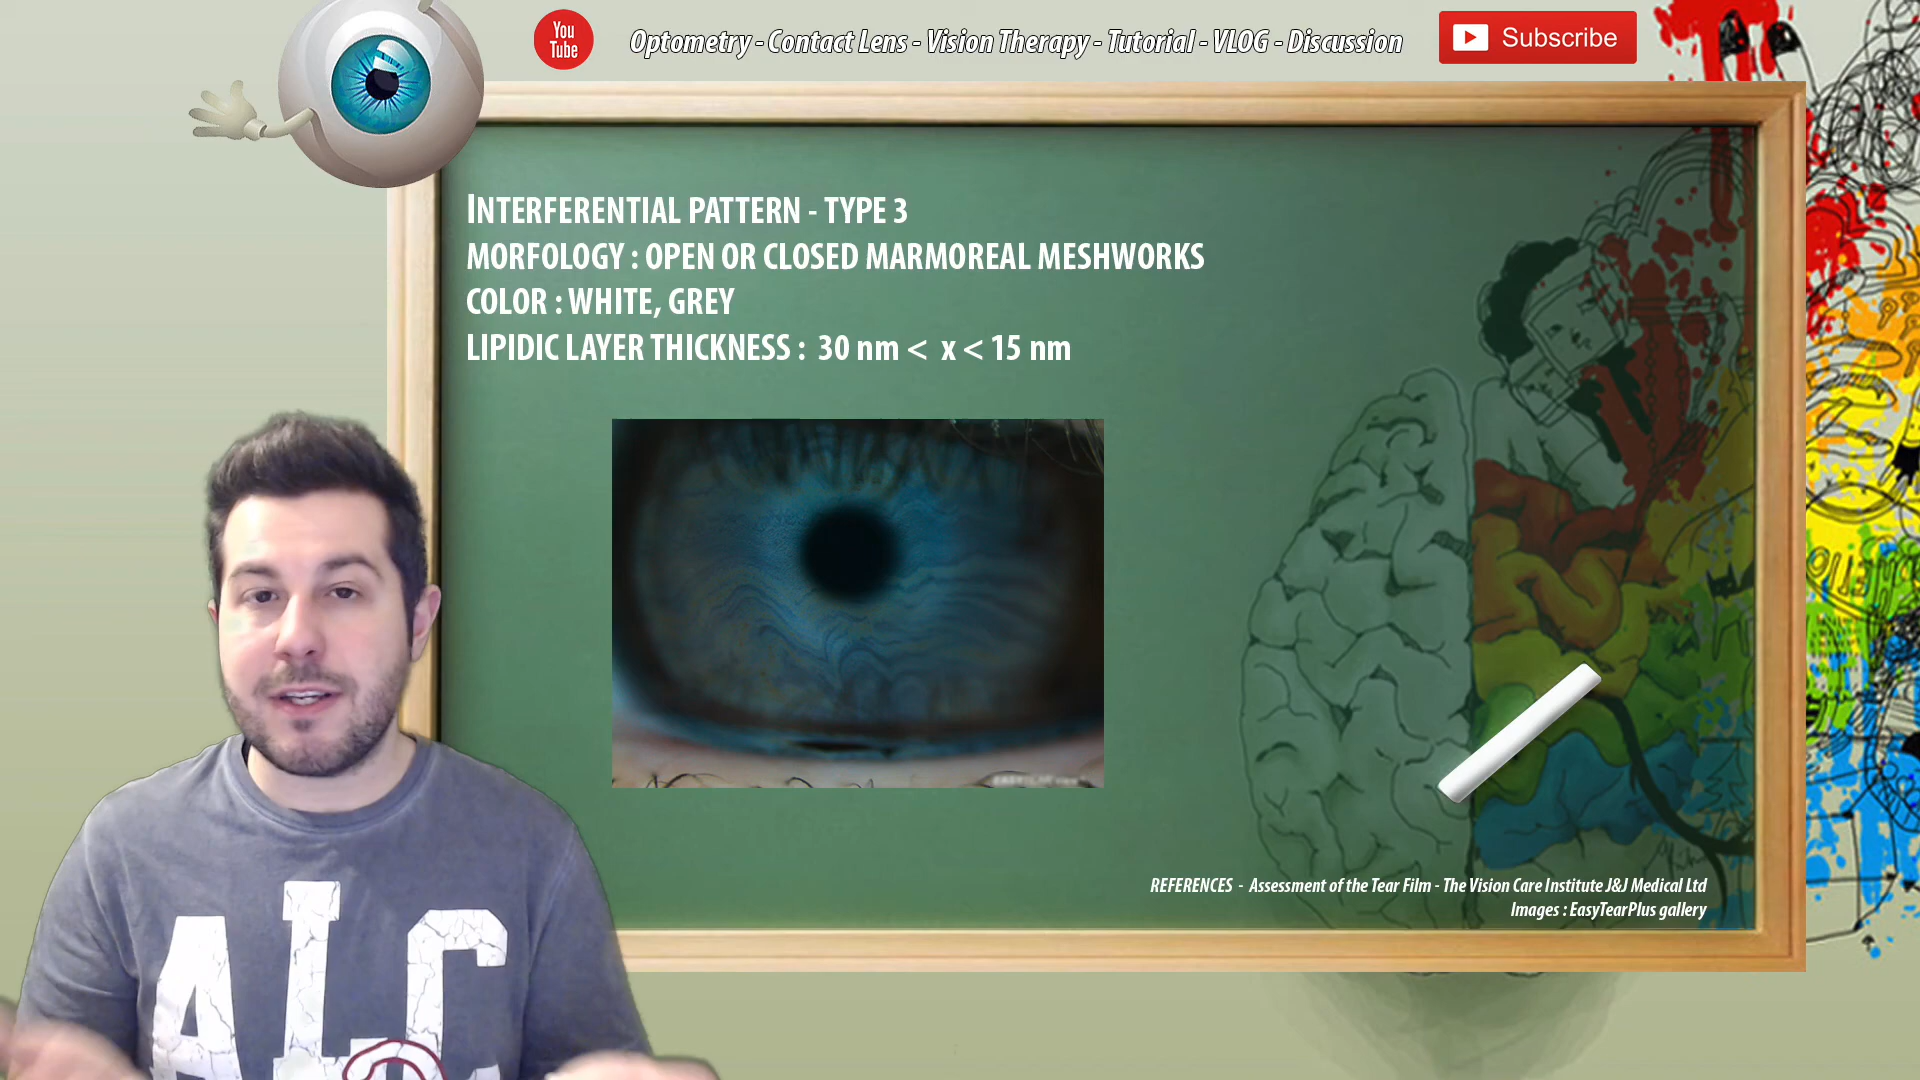 You
Tube
Optometry - Contact Lens - Vision Therapy - Tutorial - VLOG - Discussion
Subscribe
INTERFERENTIAL PATTERN - TYPE 3
MORFOLOGY : OPEN OR CLOSED MARMOREAL MESHWORKS
COLOR : WHITE, GREY
LIPIDIC LAYER THICKNESS : 30 nm < x < 15 nm
REFERENCES - Assessment of the Tear Film - The Vision Care Institute J&J Medical Ltd
Images : EasyTearPlus gallery
ALC